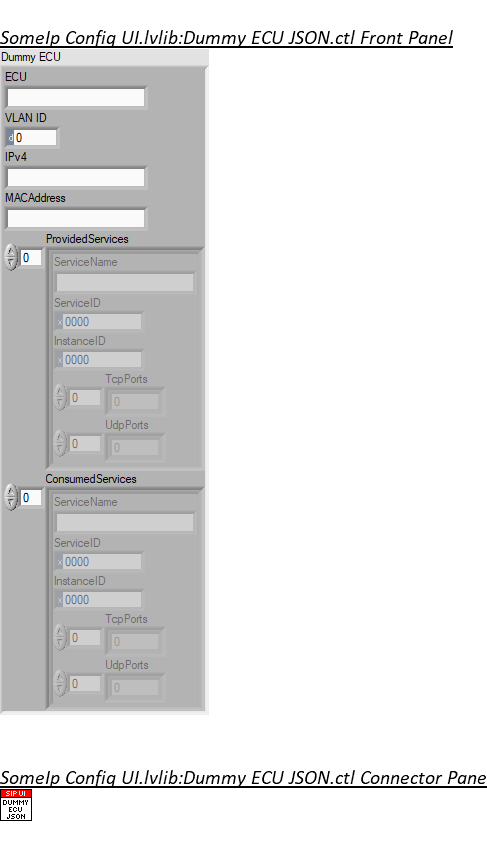 SomeIp Config UI.lvlib:Dummy ECU JSON.ctl Front Panel
Dummy ECU
ECU
VLAN ID
d 0
IPv4
MACAddress
ProvidedServices
0
ServiceName
ServiceID
x 0000
InstanceID
x 0000
TcpPorts
0 0
UdpPorts
0 0
ConsumedServices
0
ServiceName
ServiceID
x 0000
InstanceID
x 0000
TcpPorts
0 0
UdpPorts
0 0
SomeIp Config UI.lvlib:Dummy ECU JSON.ctl Connector Pane
SIP UI
DUMMY
ECU
JSON